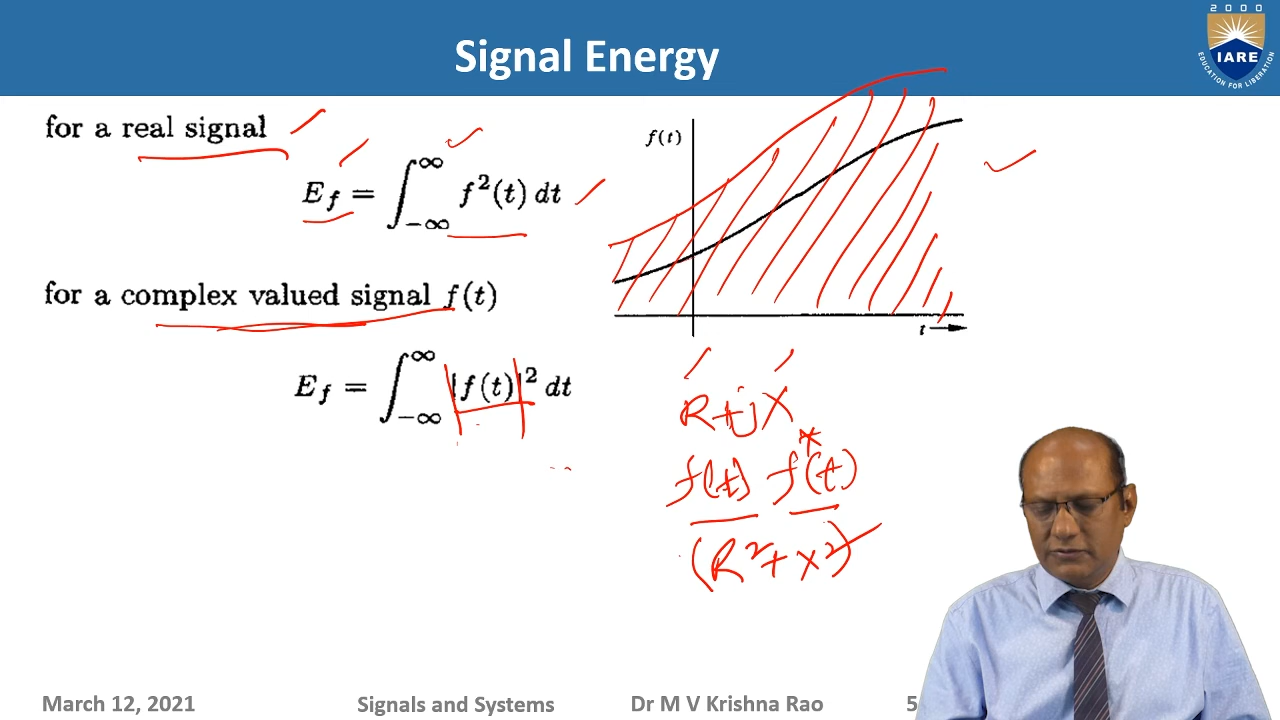 Signal Energy
2000
IARE
EDUCATION FOR LIBERATION
for a real signal
E_f = ∫_{-∞}^{∞} f²(t) dt
f(t)
t
for a complex valued signal f(t)
E_f = ∫_{-∞}^{∞} |f(t)|² dt
R+jX
f(t) f*(t)
(R²+X²)
March 12, 2021 Signals and Systems Dr M V Krishna Rao 5